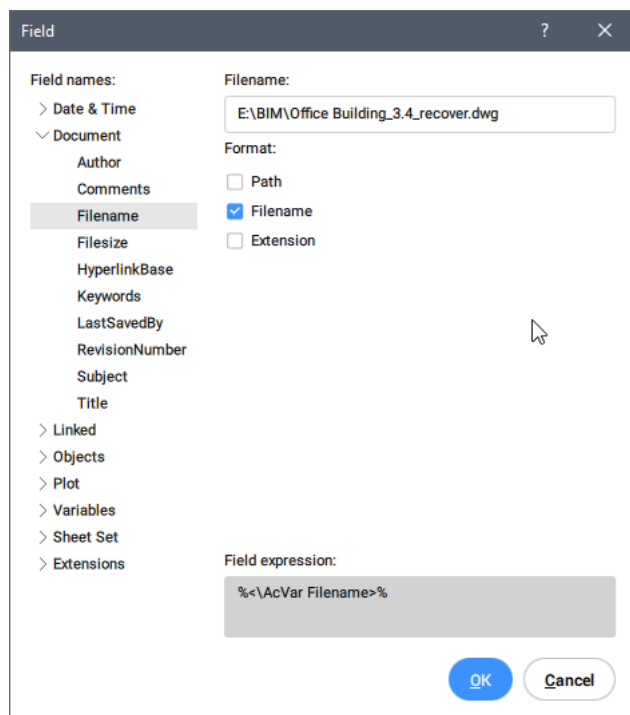 Field
?
Field names:
Date & Time
Document
Author
Comments
Filename
Filesize
HyperlinkBase
Keywords
LastSavedBy
RevisionNumber
Subject
Title
Linked
Objects
Plot
Variables
Sheet Set
Extensions
Filename:
E:\BIM\Office Building_3.4_recover.dwg
Format:
Path
Filename
Extension
Field expression:
%<\AcVar Filename>%
OK
Cancel